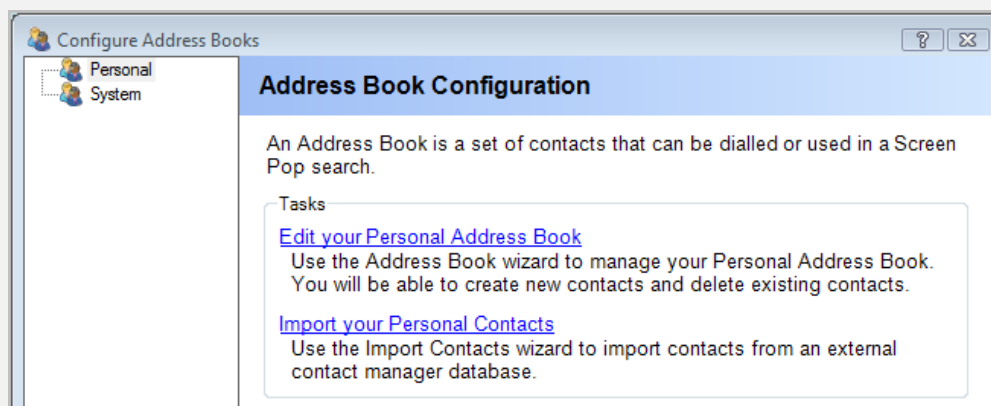 Configure Address Books
Personal
System
Address Book Configuration
An Address Book is a set of contacts that can be dialled or used in a Screen
Pop search.
Tasks
Edit your Personal Address Book
Use the Address Book wizard to manage your Personal Address Book.
You will be able to create new contacts and delete existing contacts.
Import your Personal Contacts
Use the Import Contacts wizard to import contacts from an external
contact manager database.